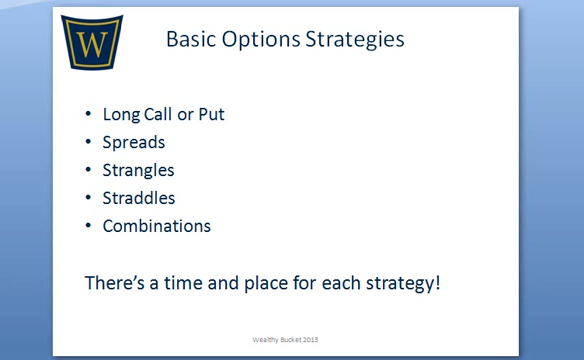 W
Basic Options Strategies
• Long Call or Put
• Spreads
• Strangles
• Straddles
• Combinations
There's a time and place for each strategy!
Wealthy Bucket 2013